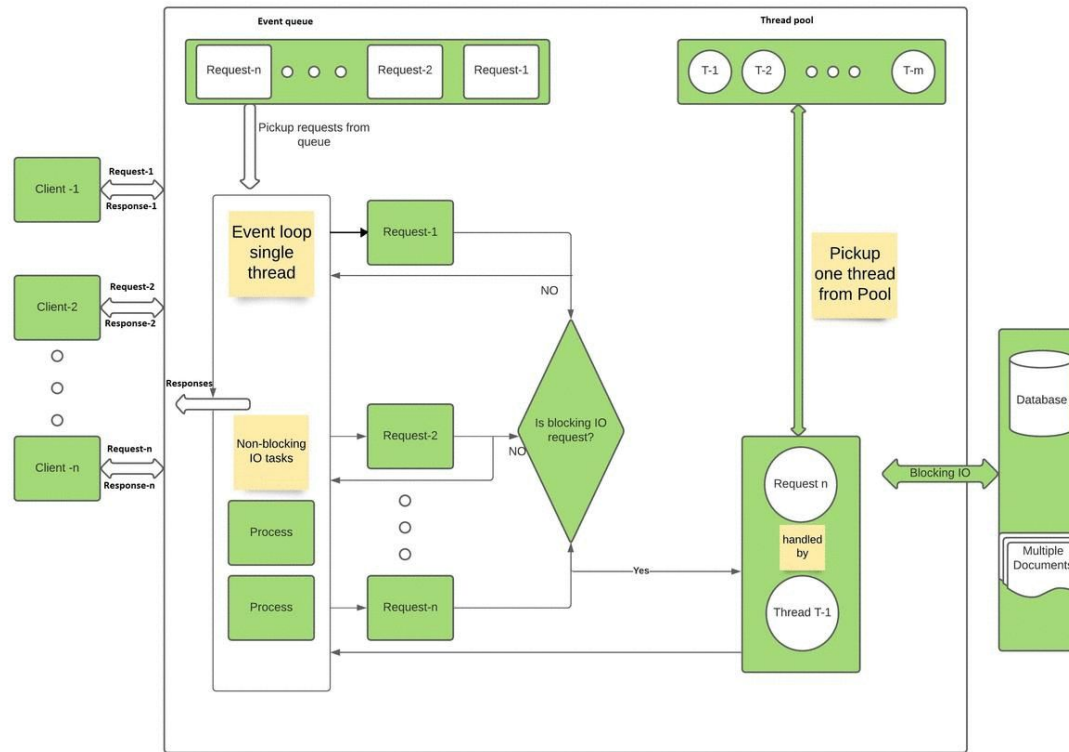 Event queue
Thread pool
Request-n
Request-2
Request-1
T-1
T-2
T-m
Pickup requests from
queue
Client -1
Request-1
Response-1
Event loop
single
thread
Request-1
NO
Pickup
one thread
from Pool
Client-2
Request-2
Response-2
Responses
Non-blocking
IO tasks
Request-2
NO
Is blocking IO
request?
Database
Client -n
Request-n
Response-n
Request n
Blocking IO
Process
handled
by
Multiple
Documents
Process
Request-n
Yes
Thread T-1